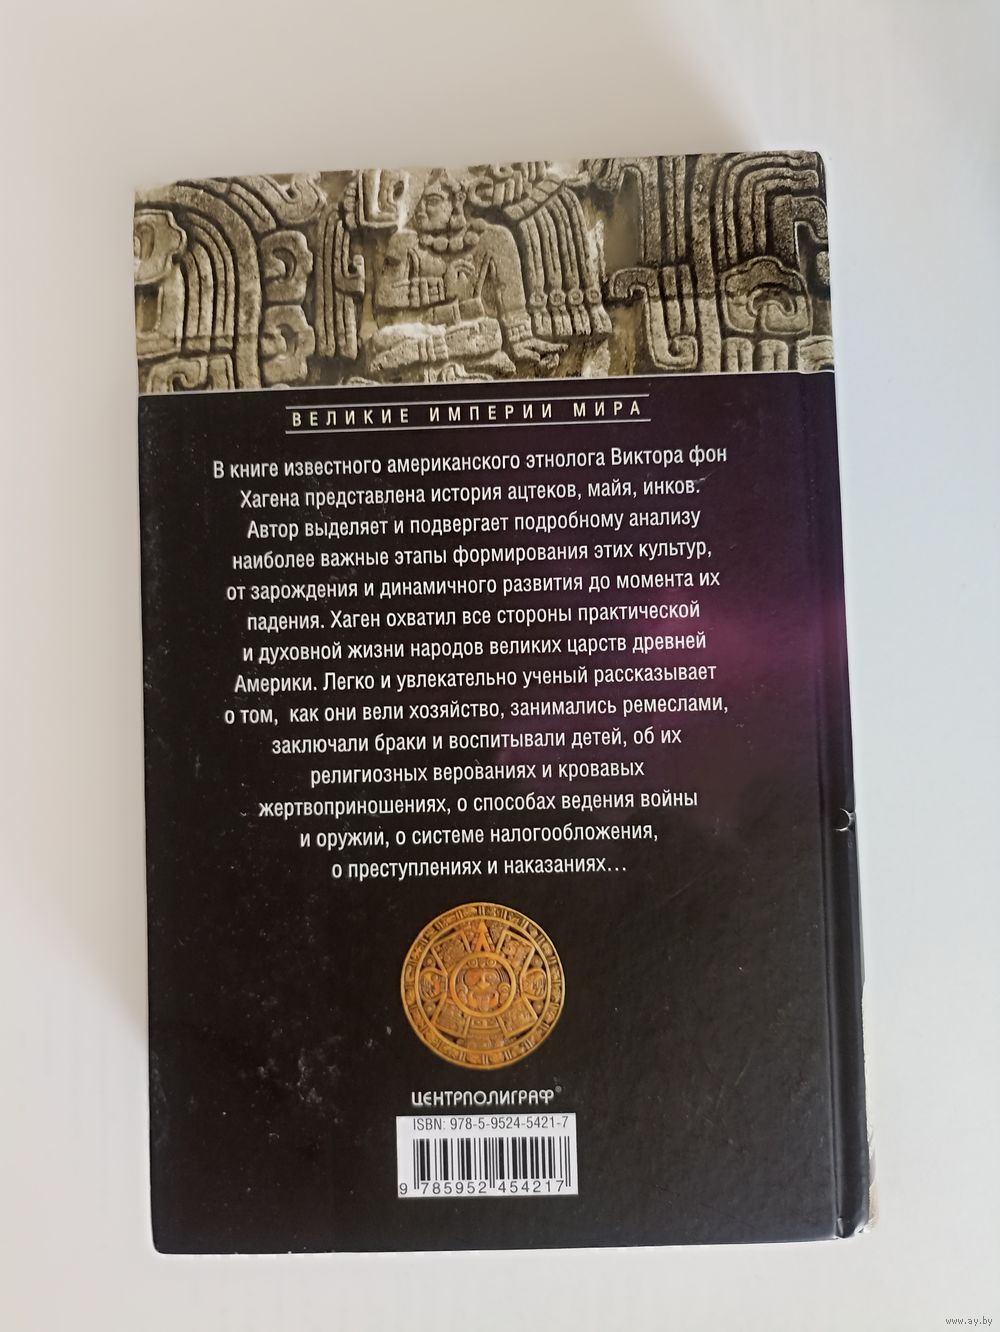 ВЕЛИКИЕ ИМПЕРИИ МИРА
В книге известного американского этнолога Виктора фон
Хагена представлена история ацтеков, майя, инков.
Автор выделяет и подвергает подробному анализу
наиболее важные этапы формирования этих культур,
от зарождения и динамичного развития до момента их
падения. Хаген охватил все стороны практической
и духовной жизни народов великих царств древней
Америки. Легко и увлекательно ученый рассказывает
о том, как они вели хозяйство, занимались ремеслами,
заключали браки и воспитывали детей, об их
религиозных верованиях и кровавых
жертвоприношениях, о способах ведения войны
и оружии, о системе налогообложения,
о преступлениях и наказаниях...
ЦЕНТРПОЛИГРАФ®
ISBN: 978-5-9524-5421-7
9 785952 454217
www.ay.by